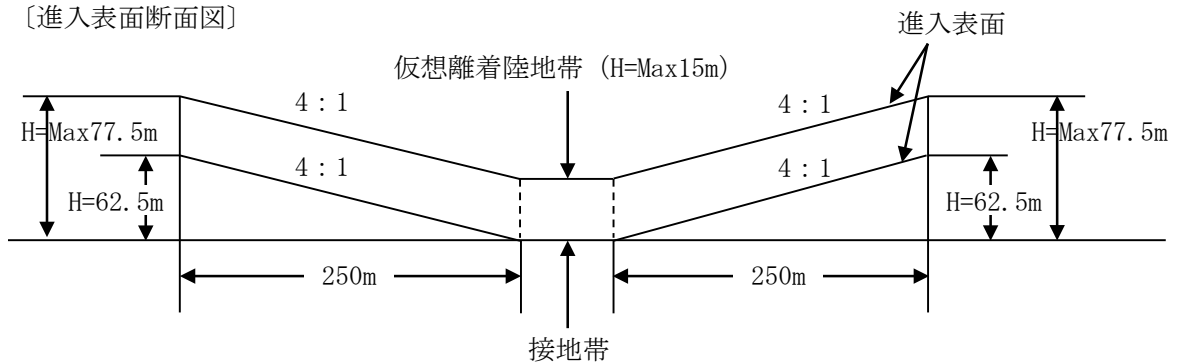 〔進入表面断面図〕
進入表面
仮想離着陸地帯 (H=Max15m)
4：1
4：1
H=Max77.5m
H=Max77.5m
4：1
4：1
H=62.5m
H=62.5m
250m
250m
接地帯